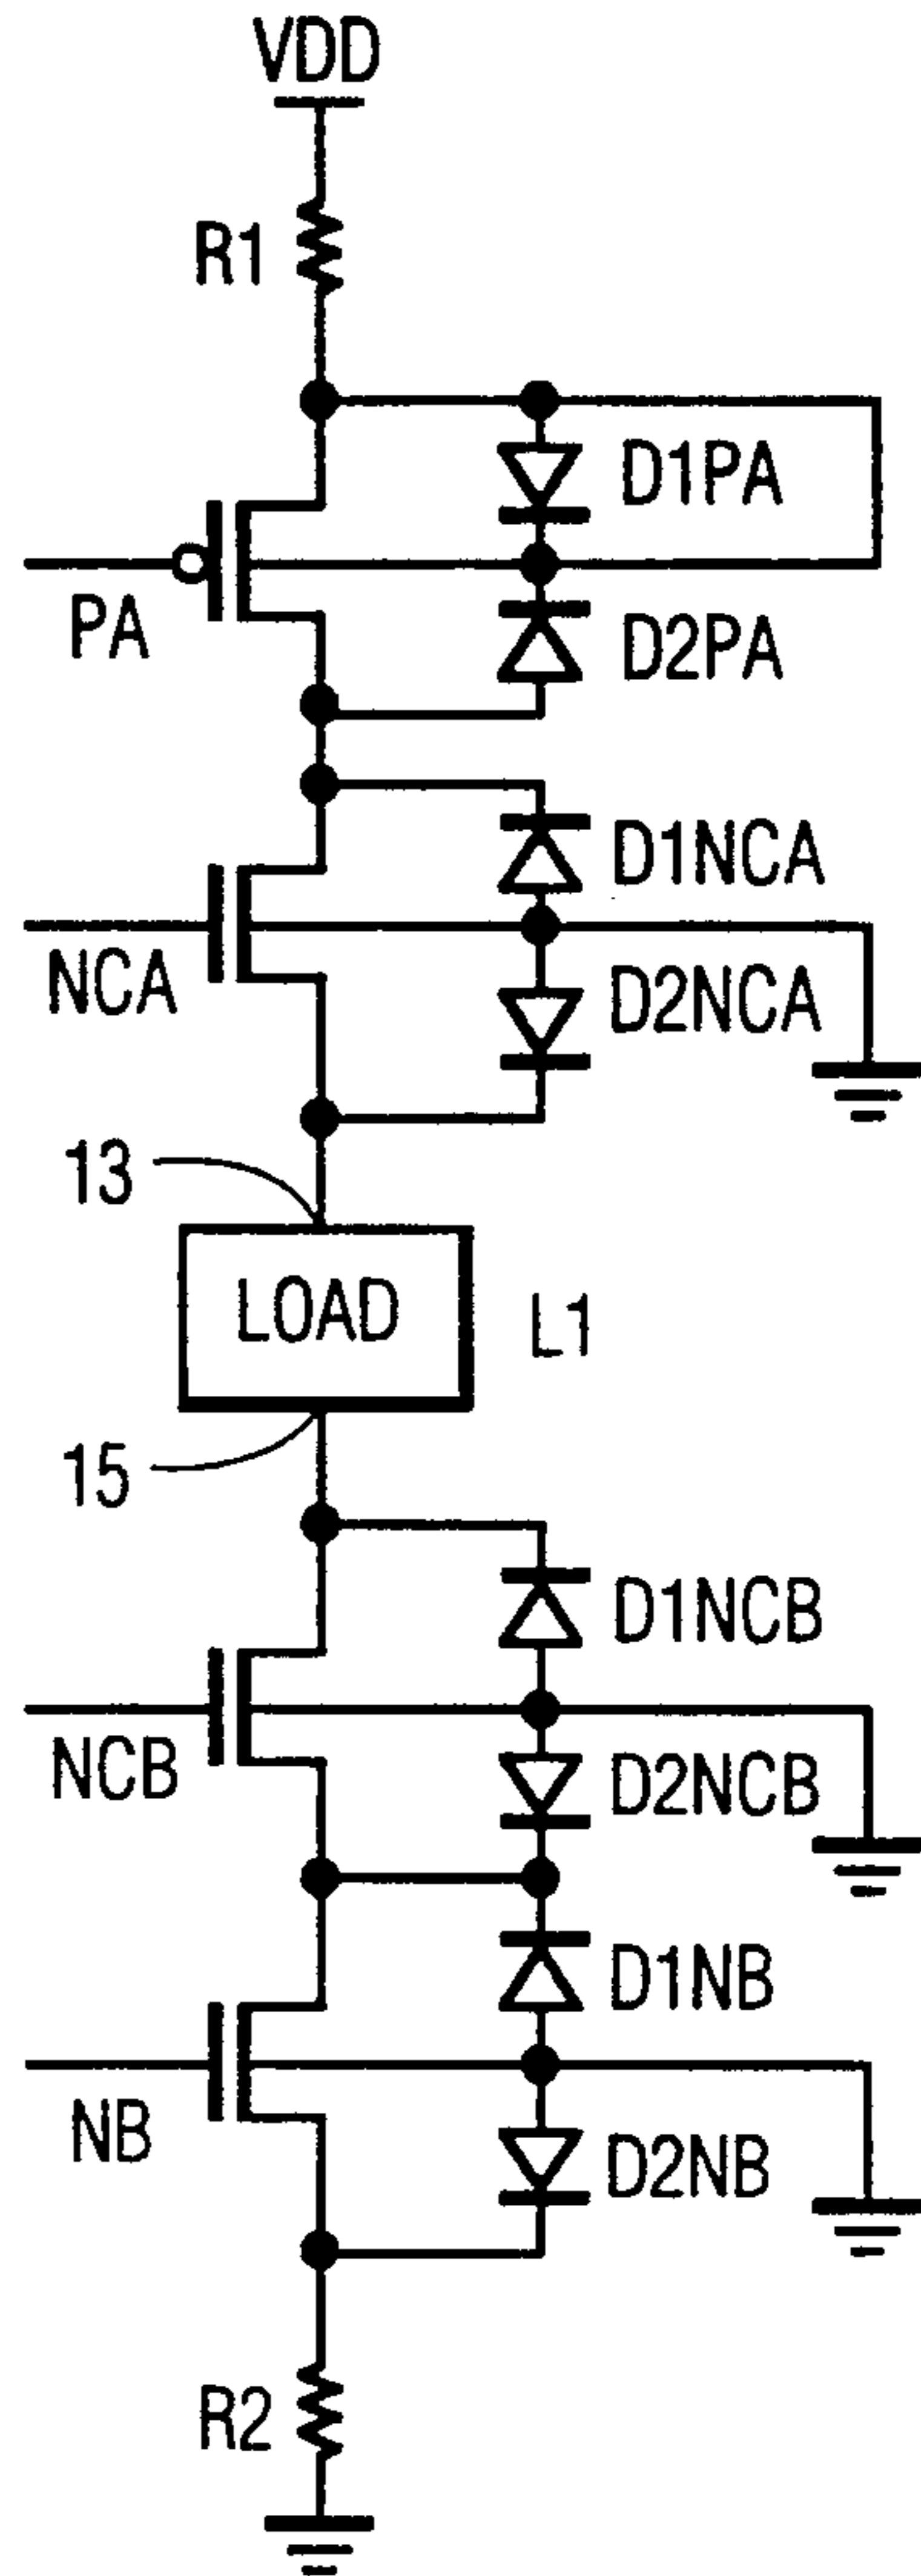 VDD
R1
D1PA
PA
D2PA
D1NCA
NCA
D2NCA
13
LOAD
L1
15
D1NCB
NCB
D2NCB
D1NB
NB
D2NB
R2